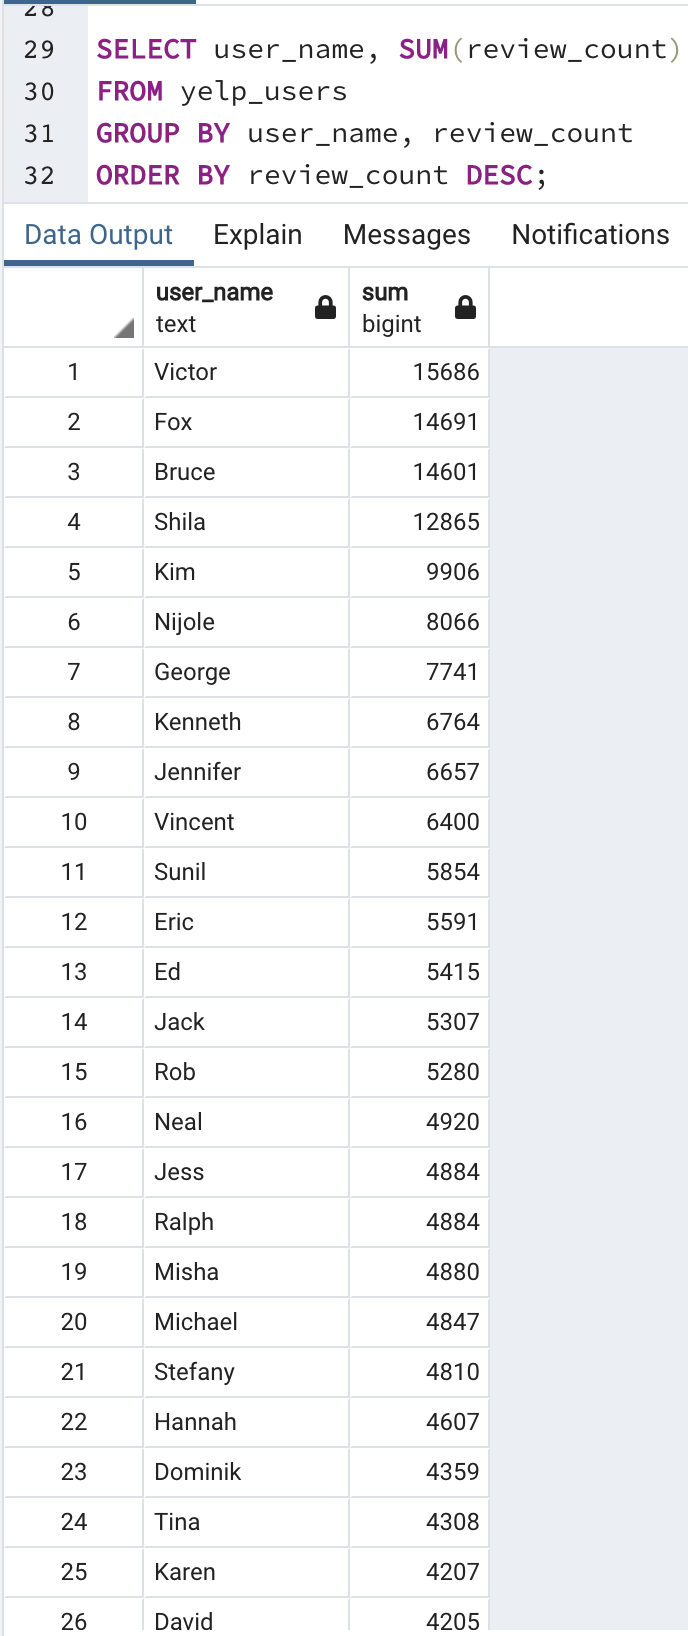 28
29 SELECT user_name, SUM(review_count)
30 FROM yelp_users
31 GROUP BY user_name, review_count
32 ORDER BY review_count DESC;
Data Output Explain Messages Notifications
user_name sum
text bigint
1 Victor 15686
2 Fox 14691
3 Bruce 14601
4 Shila 12865
5 Kim 9906
6 Nijole 8066
7 George 7741
8 Kenneth 6764
9 Jennifer 6657
10 Vincent 6400
11 Sunil 5854
12 Eric 5591
13 Ed 5415
14 Jack 5307
15 Rob 5280
16 Neal 4920
17 Jess 4884
18 Ralph 4884
19 Misha 4880
20 Michael 4847
21 Stefany 4810
22 Hannah 4607
23 Dominik 4359
24 Tina 4308
25 Karen 4207
26 David 4205